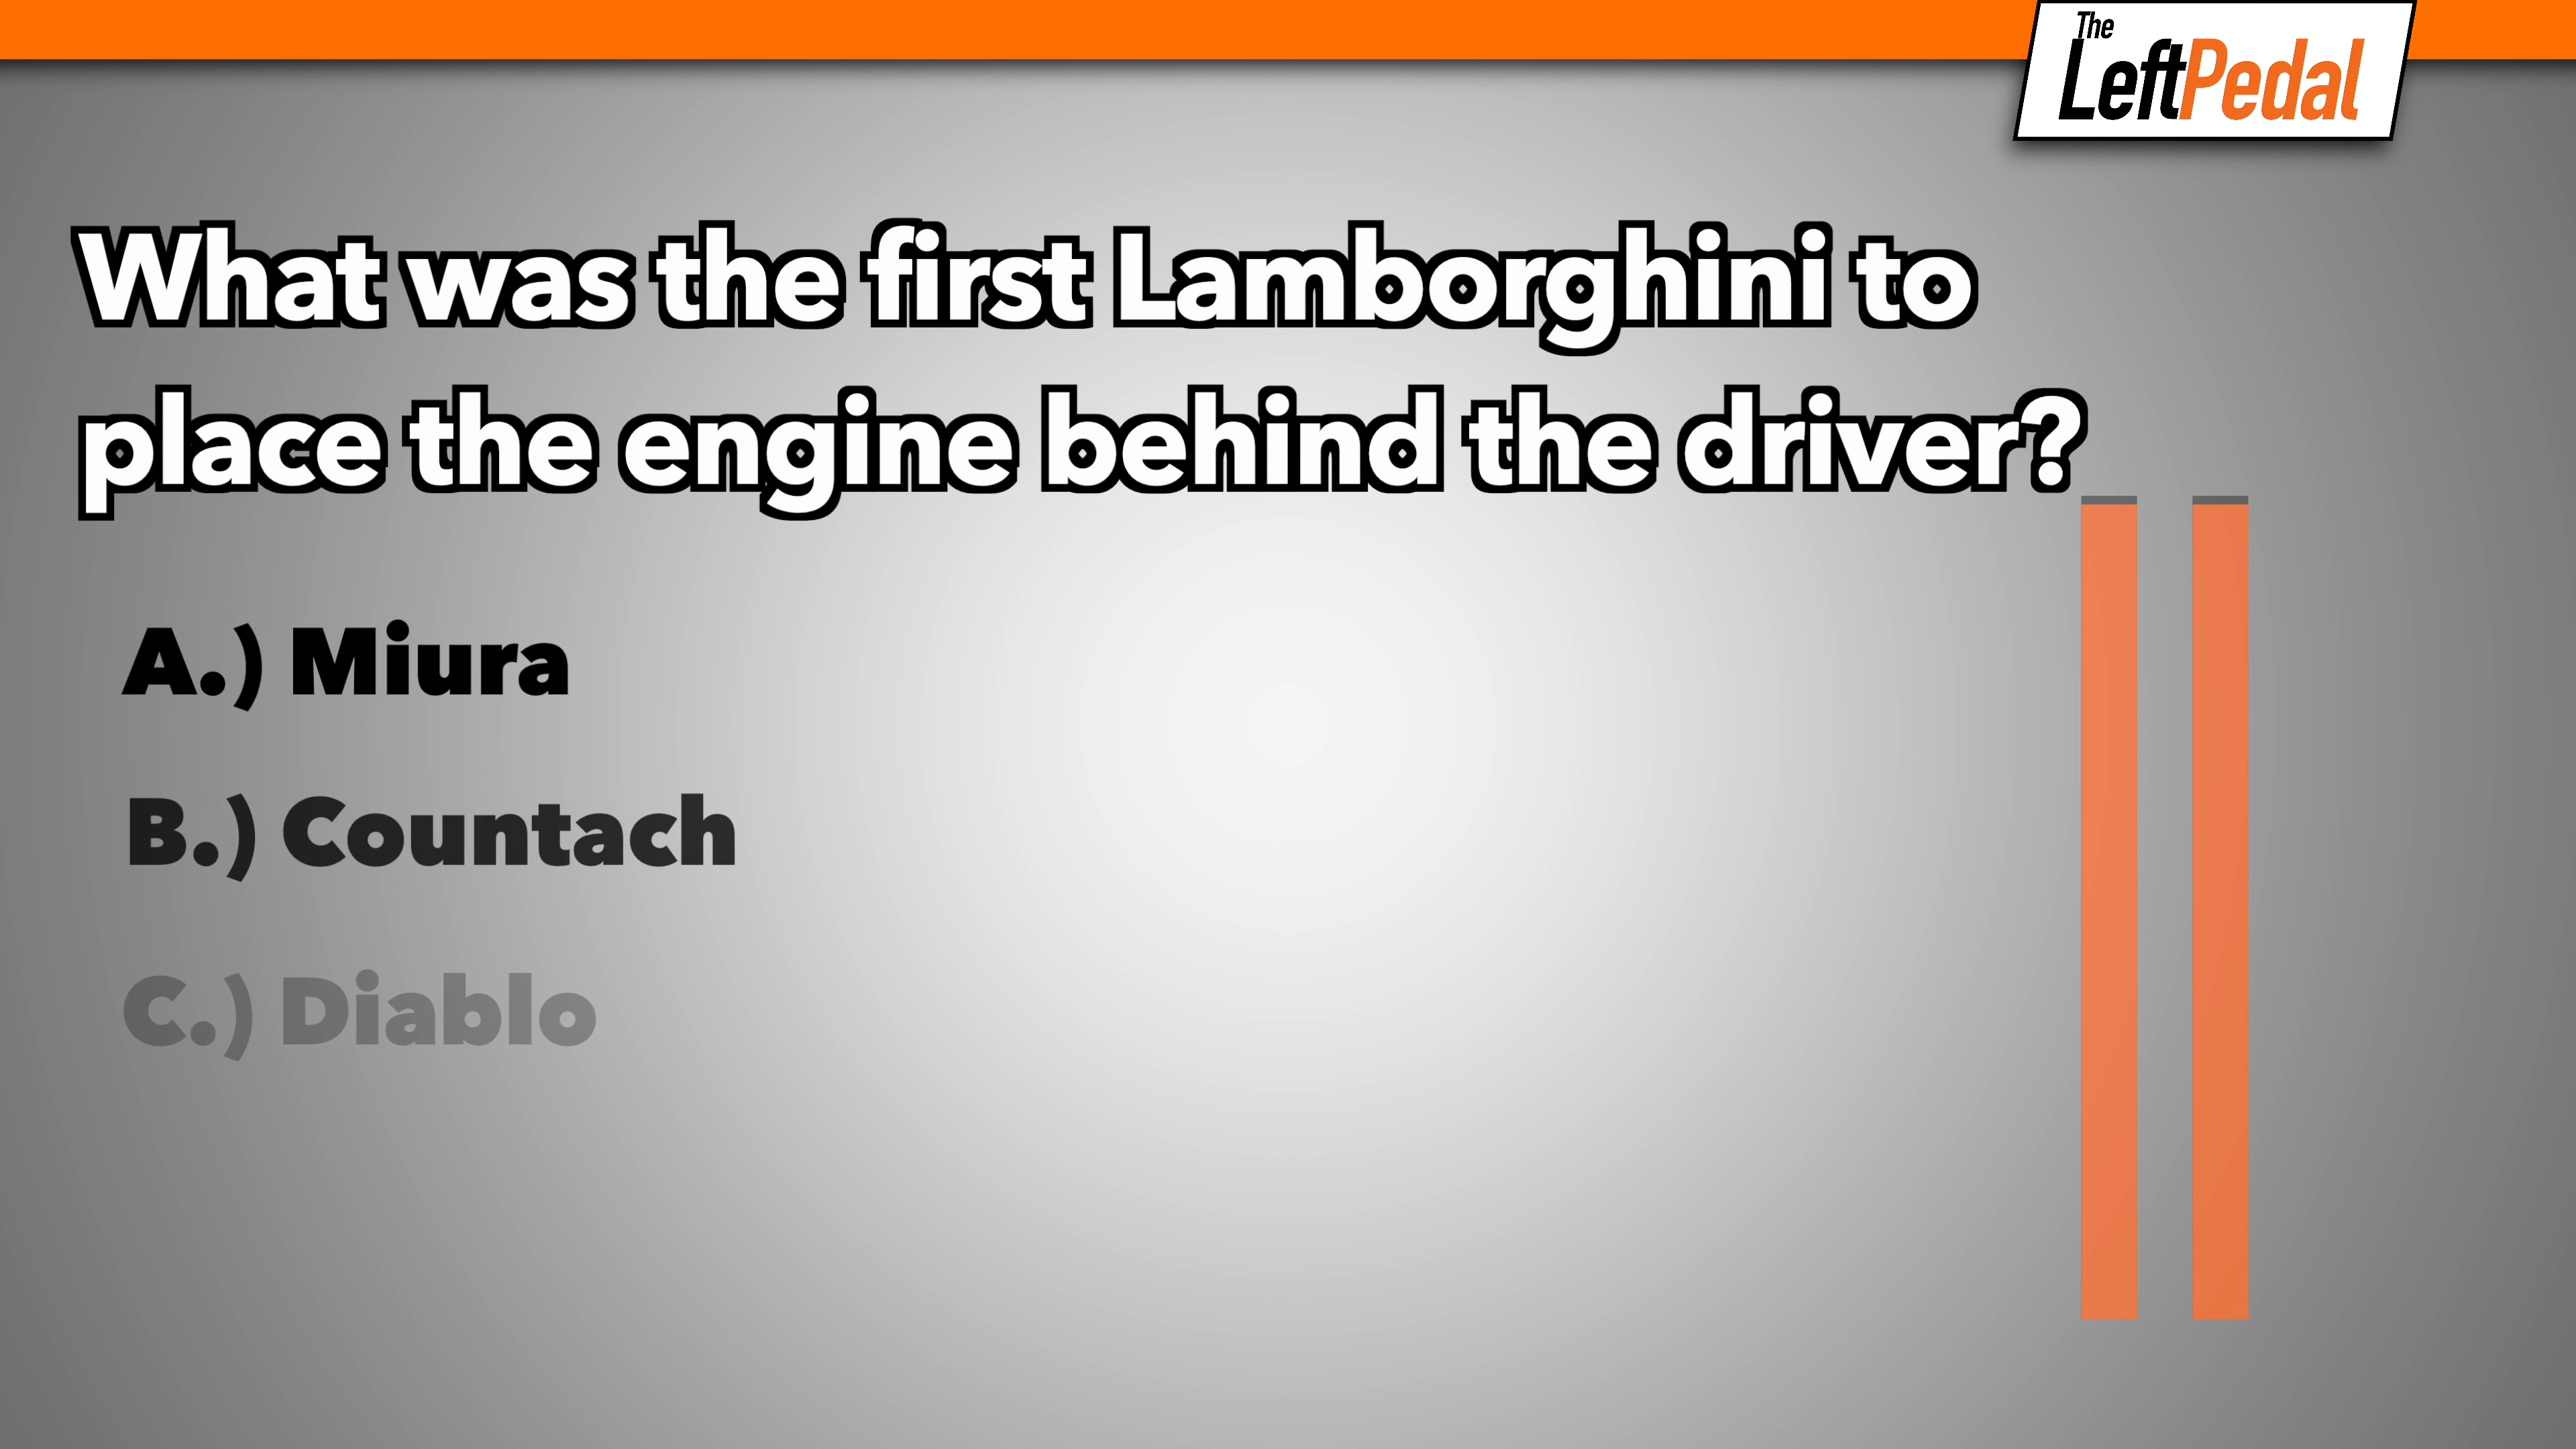 The
LeftPedal
What was the first Lamborghini to
place the engine behind the driver?
A.) Miura
B.) Countach
C.) Diablo